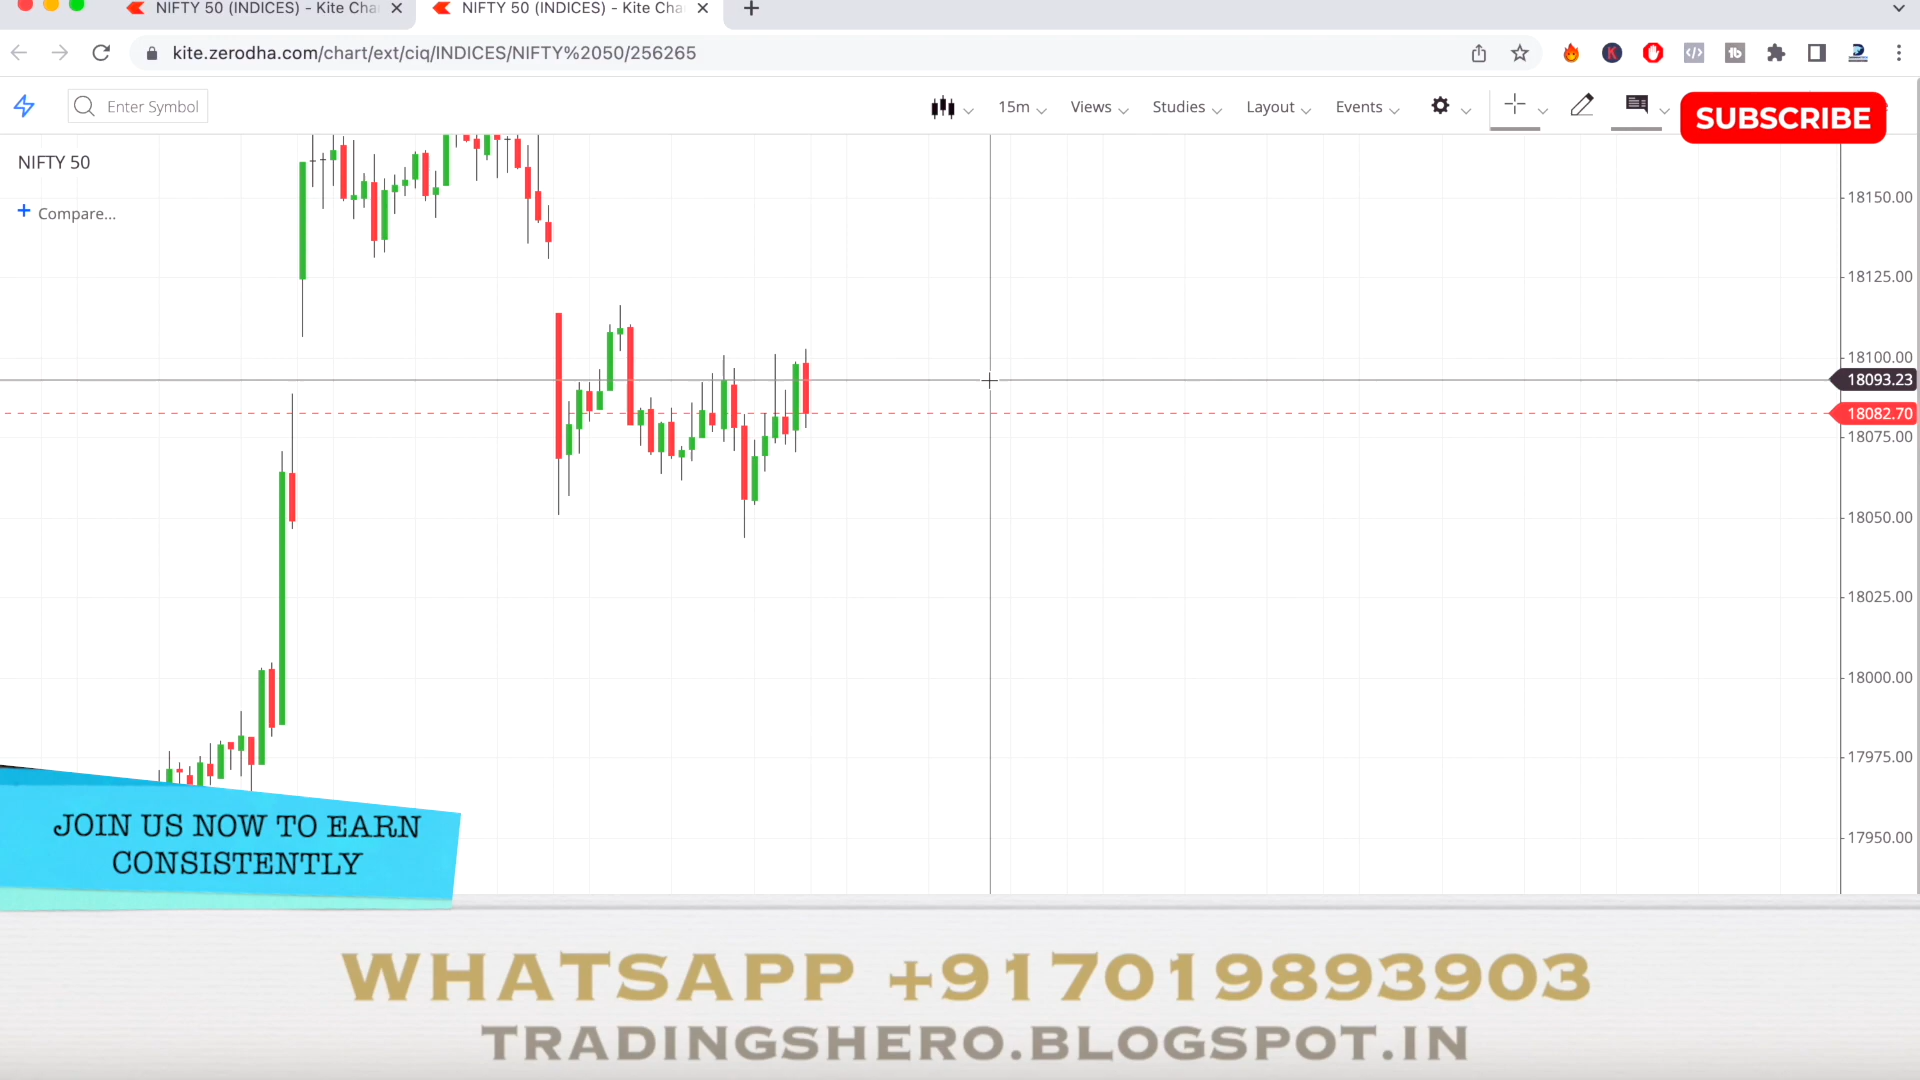 NIFTY 50 (INDICES) - Kite Cha
NIFTY 50 (INDICES) - Kite Cha
kite.zerodha.com/chart/ext/ciq/INDICES/NIFTY%2050/256265
Enter Symbol
15m
Views
Studies
Layout
Events
SUBSCRIBE
NIFTY 50
Compare...
18150.00
18125.00
18100.00
18093.23
18082.70
18075.00
18050.00
18025.00
18000.00
17975.00
17950.00
JOIN US NOW TO EARN
CONSISTENTLY
WHATSAPP +917019893903
TRADINGSHERO.BLOGSPOT.IN